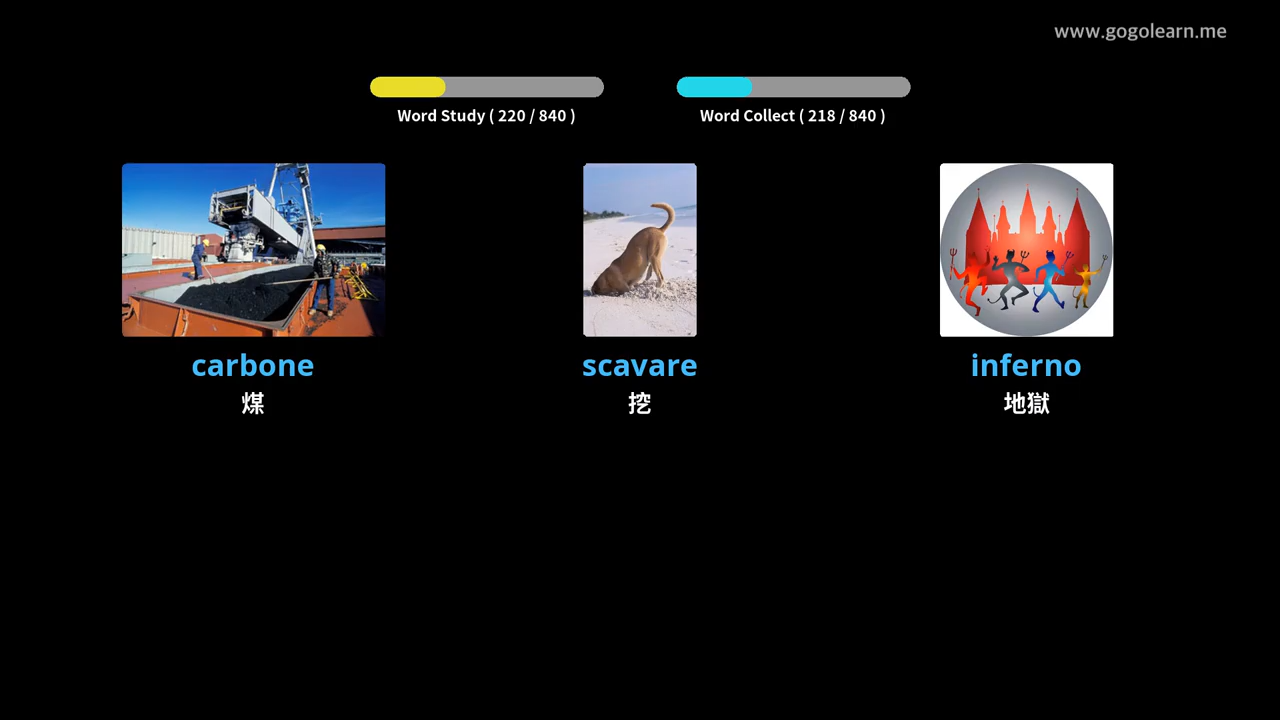 www.gogolearn.me
Word Study ( 220 / 840 )
Word Collect ( 218 / 840 )
carbone
煤
scavare
挖
inferno
地獄